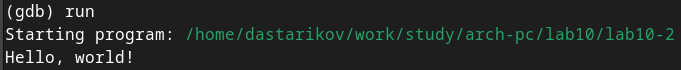 (gdb) run
Starting program: /home/dastarikov/work/study/arch-pc/lab10/lab10-2
Hello, world!